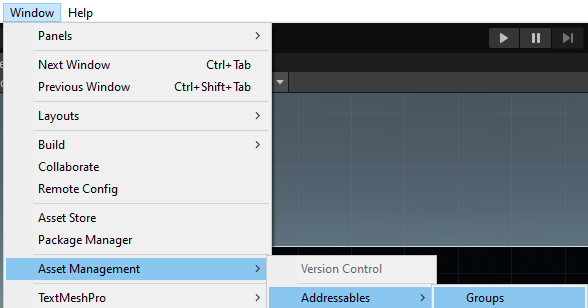 Window Help
Panels
Next Window Ctrl+Tab
Previous Window Ctrl+Shift+Tab
Layouts
Build
Collaborate
Remote Config
Asset Store
Package Manager
Asset Management
Version Control
TextMeshPro
Addressables
Groups